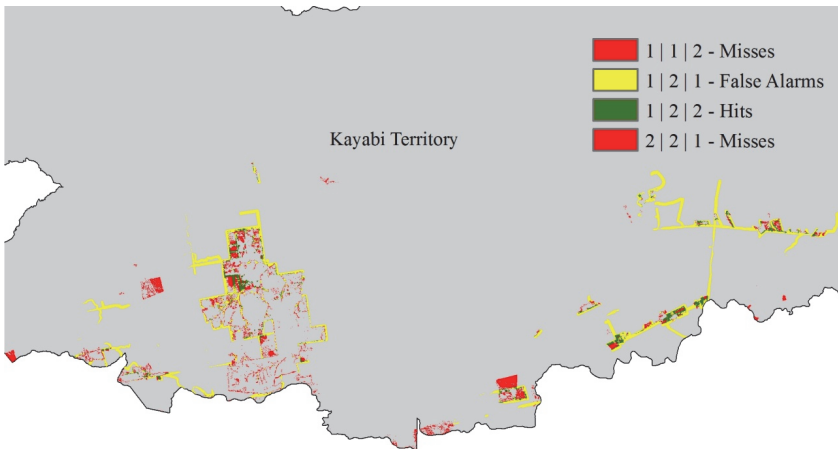 1 | 1 | 2 - Misses
1 | 2 | 1 - False Alarms
1 | 2 | 2 - Hits
2 | 2 | 1 - Misses
Kayabi Territory